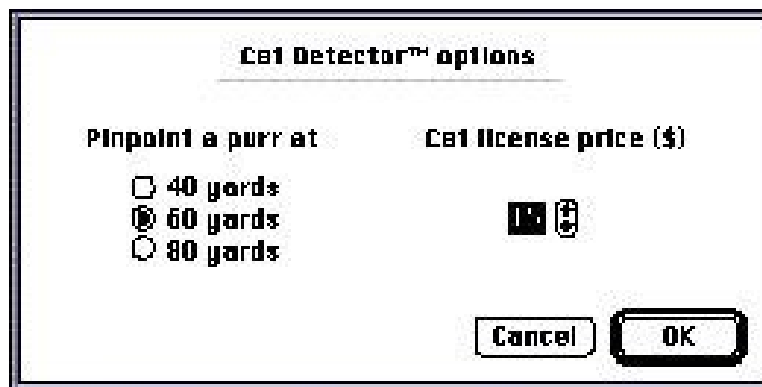 Cat Detector™ options
Pinpoint a purr at
Cat license price ($)
40 yards
60 yards
80 yards
Cancel
OK